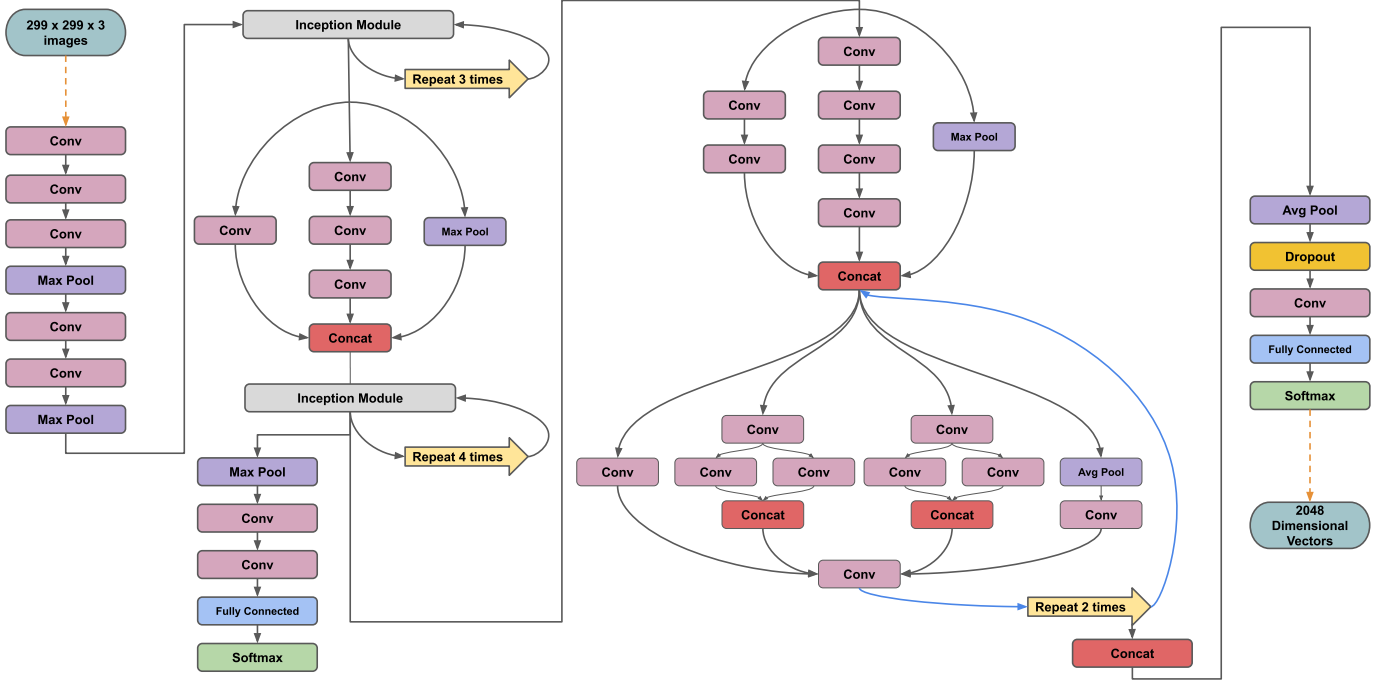 299 x 299 x 3
images
Conv
Conv
Conv
Max Pool
Conv
Conv
Max Pool
Inception Module
Repeat 3 times
Conv
Conv
Conv
Max Pool
Conv
Concat
Inception Module
Repeat 4 times
Max Pool
Conv
Conv
Fully Connected
Softmax
Conv
Conv
Conv
Max Pool
Conv
Conv
Conv
Concat
Conv
Conv
Conv
Conv
Conv
Conv
Conv
Avg Pool
Concat
Concat
Conv
Conv
Repeat 2 times
Concat
Avg Pool
Dropout
Conv
Fully Connected
Softmax
2048
Dimensional
Vectors